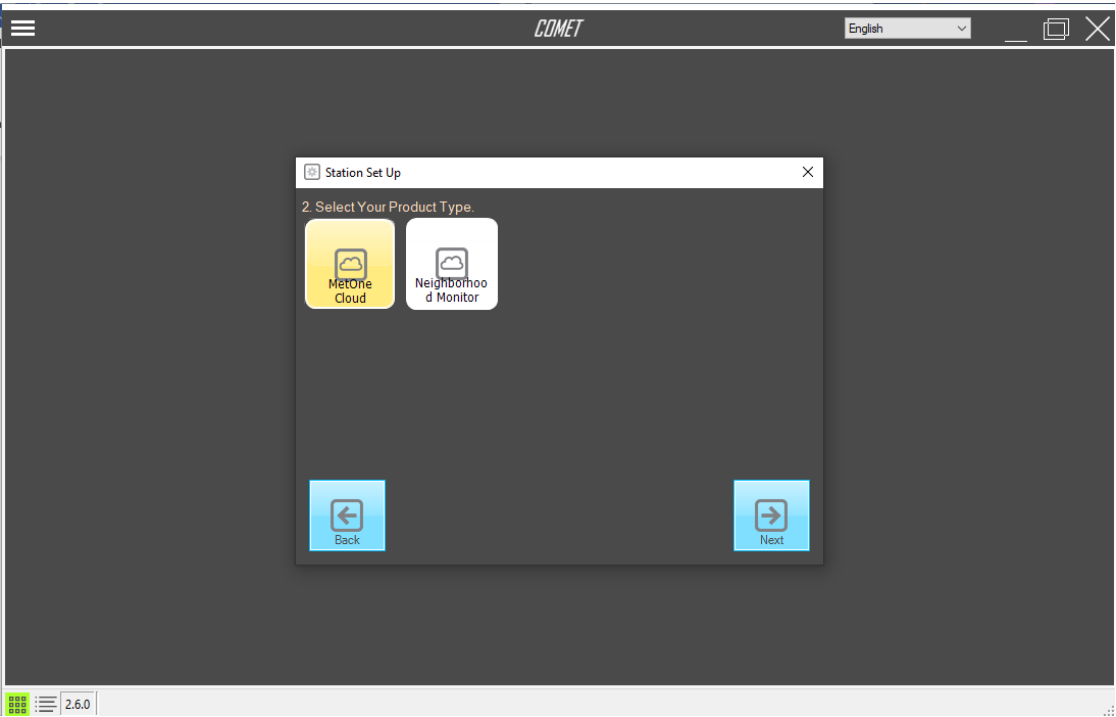 COMET
English
Station Set Up
2. Select Your Product Type.
MetOne
Cloud
Neighborhoo
d Monitor
Back
Next
2.6.0